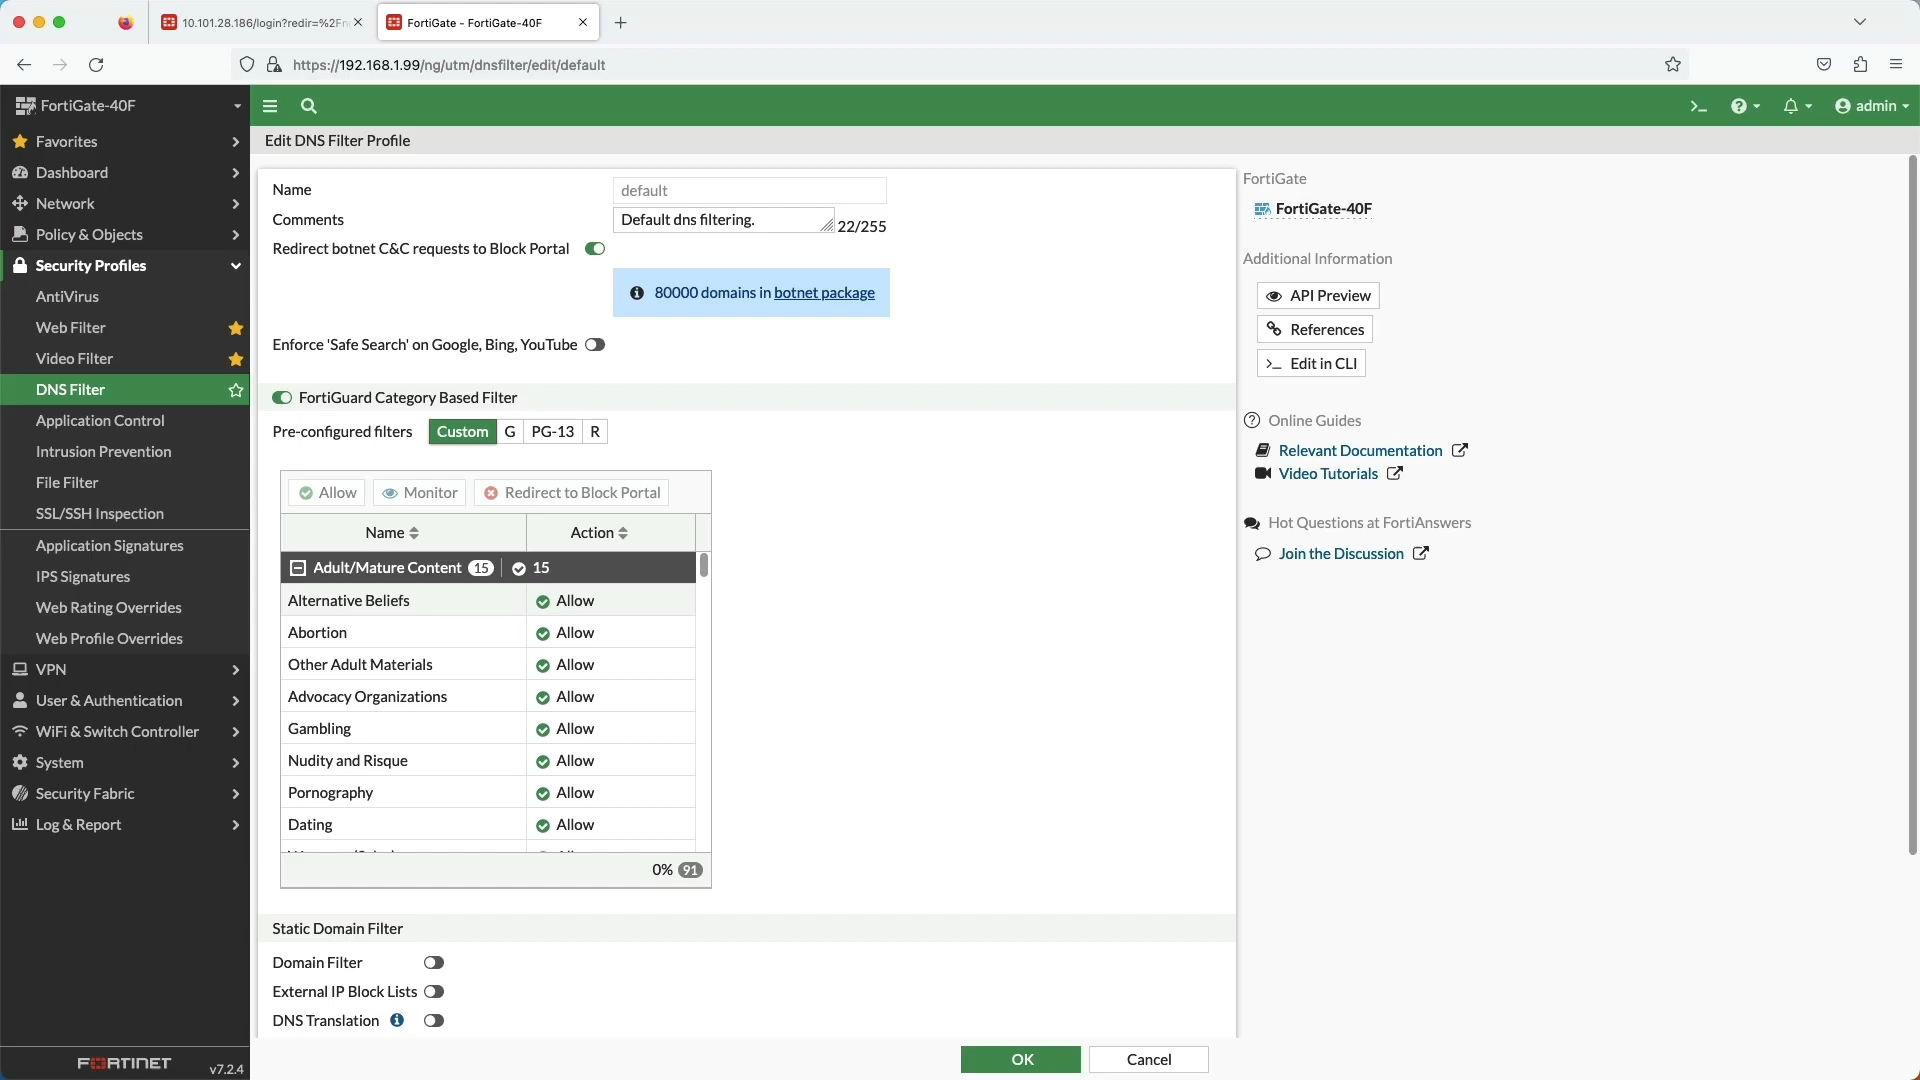 10.101.28.186/login?redir=%2Fn
FortiGate - FortiGate-40F
https://192.168.1.99/ng/utm/dnsfilter/edit/default
FortiGate-40F
admin
Favorites
Dashboard
Network
Policy & Objects
Security Profiles
AntiVirus
Web Filter
Video Filter
DNS Filter
Application Control
Intrusion Prevention
File Filter
SSL/SSH Inspection
Application Signatures
IPS Signatures
Web Rating Overrides
Web Profile Overrides
VPN
User & Authentication
WiFi & Switch Controller
System
Security Fabric
Log & Report
FORTINET v7.2.4
Edit DNS Filter Profile
Name default
Comments Default dns filtering. 22/255
Redirect botnet C&C requests to Block Portal
80000 domains in botnet package
Enforce 'Safe Search' on Google, Bing, YouTube
FortiGuard Category Based Filter
Pre-configured filters Custom G PG-13 R
Allow Monitor Redirect to Block Portal
Name Action
Adult/Mature Content 15 15
Alternative Beliefs Allow
Abortion Allow
Other Adult Materials Allow
Advocacy Organizations Allow
Gambling Allow
Nudity and Risque Allow
Pornography Allow
Dating Allow
0% 91
Static Domain Filter
Domain Filter
External IP Block Lists
DNS Translation
OK Cancel
FortiGate
FortiGate-40F
Additional Information
API Preview
References
>_ Edit in CLI
Online Guides
Relevant Documentation
Video Tutorials
Hot Questions at FortiAnswers
Join the Discussion